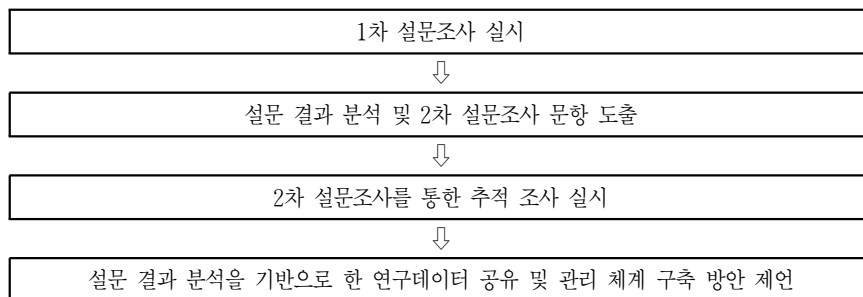 1차 설문조사 실시
⇩
설문 결과 분석 및 2차 설문조사 문항 도출
⇩
2차 설문조사를 통한 추적 조사 실시
⇩
설문 결과 분석을 기반으로 한 연구데이터 공유 및 관리 체계 구축 방안 제언